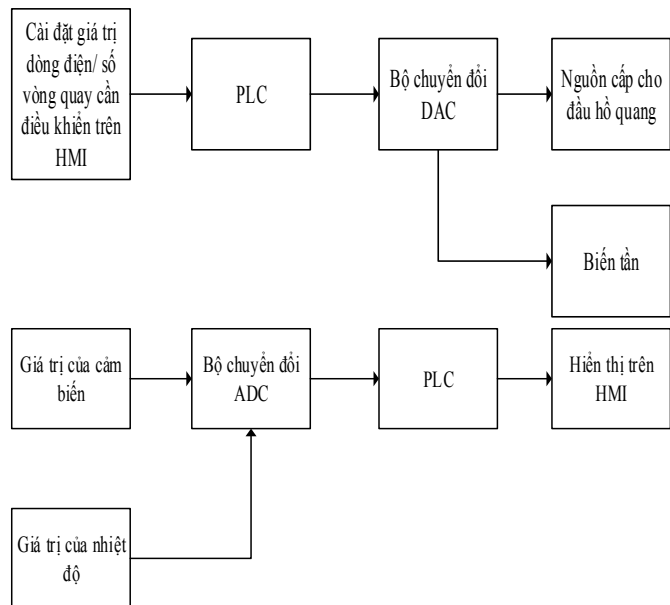 Cài đặt giá trị
dòng điện/ số
vòng quay cần
điều khiển trên
HMI
PLC
Bộ chuyển đổi
DAC
Nguồn cấp cho
đầu hồ quang
Biến tần
Giá trị của cảm
biến
Bộ chuyển đổi
ADC
PLC
Hiển thị trên
HMI
Giá trị của nhiệt
độ